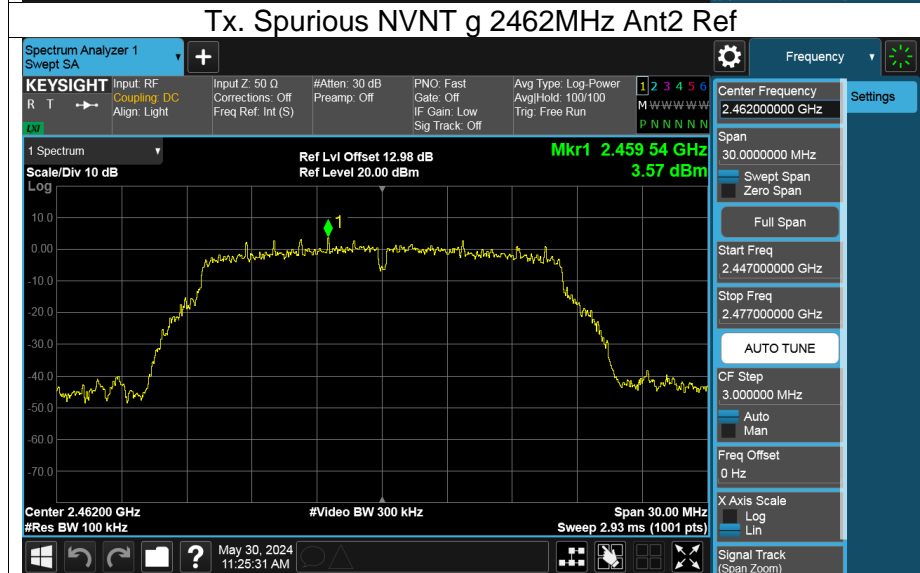 Tx. Spurious NVNT g 2462MHz Ant2 Ref
Spectrum Analyzer 1
Swept SA
+
Frequency
KEYSIGHT
R T
LXI
Input: RF
Coupling: DC
Align: Light
Input Z: 50 Ω
Corrections: Off
Freq Ref: Int (S)
#Atten: 30 dB
Preamp: Off
PNO: Fast
Gate: Off
IF Gain: Low
Sig Track: Off
Avg Type: Log-Power
Avg|Hold: 100/100
Trig: Free Run
1 2 3 4 5 6
M W W W W W
P N N N N N
1 Spectrum
Scale/Div 10 dB
Log
Ref Lvl Offset 12.98 dB
Ref Level 20.00 dBm
Mkr1 2.459 54 GHz
3.57 dBm
1
10.0
0.00
-10.0
-20.0
-30.0
-40.0
-50.0
-60.0
-70.0
Center 2.46200 GHz
#Res BW 100 kHz
#Video BW 300 kHz
Span 30.00 MHz
Sweep 2.93 ms (1001 pts)
?
May 30, 2024
11:25:31 AM
Center Frequency
2.462000000 GHz
Settings
Span
30.0000000 MHz
Swept Span
Zero Span
Full Span
Start Freq
2.447000000 GHz
Stop Freq
2.477000000 GHz
AUTO TUNE
CF Step
3.000000 MHz
Auto
Man
Freq Offset
0 Hz
X Axis Scale
Log
Lin
Signal Track
(Span Zoom)